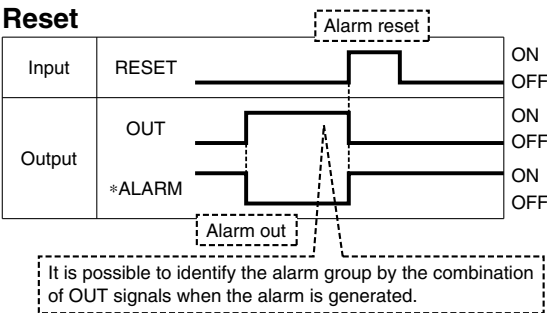 Reset
Alarm reset
Input RESET ON
OFF
Output OUT ON
OFF
*ALARM ON
OFF
Alarm out
It is possible to identify the alarm group by the combination
of OUT signals when the alarm is generated.